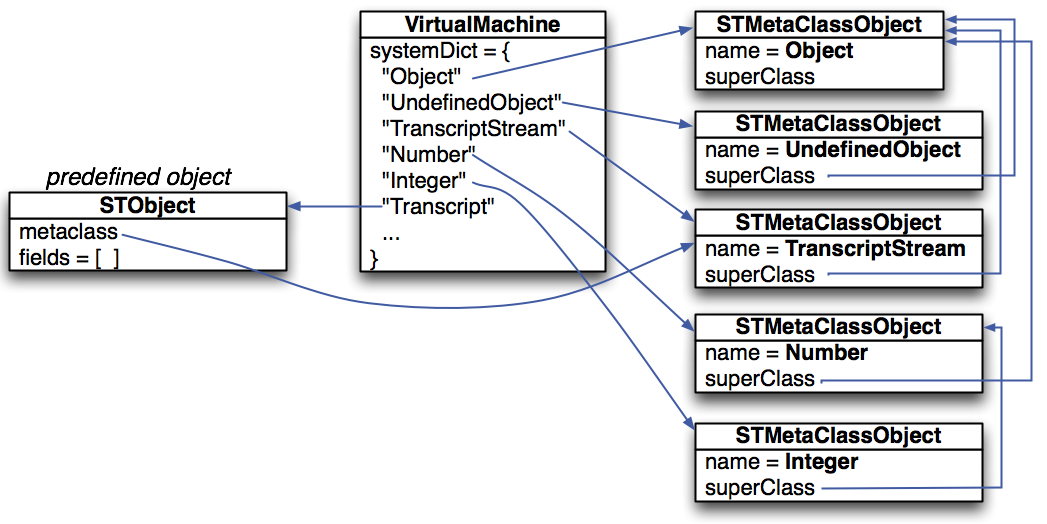 predefined object
STObject
metaclass
fields = [ ]
VirtualMachine
systemDict = {
"Object"
"UndefinedObject"
"TranscriptStream"
"Number"
"Integer"
"Transcript"
...
}
STMetaClassObject
name = Object
superClass
STMetaClassObject
name = UndefinedObject
superClass
STMetaClassObject
name = TranscriptStream
superClass
STMetaClassObject
name = Number
superClass
STMetaClassObject
name = Integer
superClass